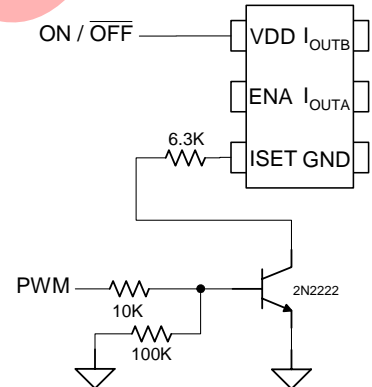 ON / OFF
VDD IOUTB
ENA IOUTA
6.3K
ISET GND
PWM
10K
2N2222
100K